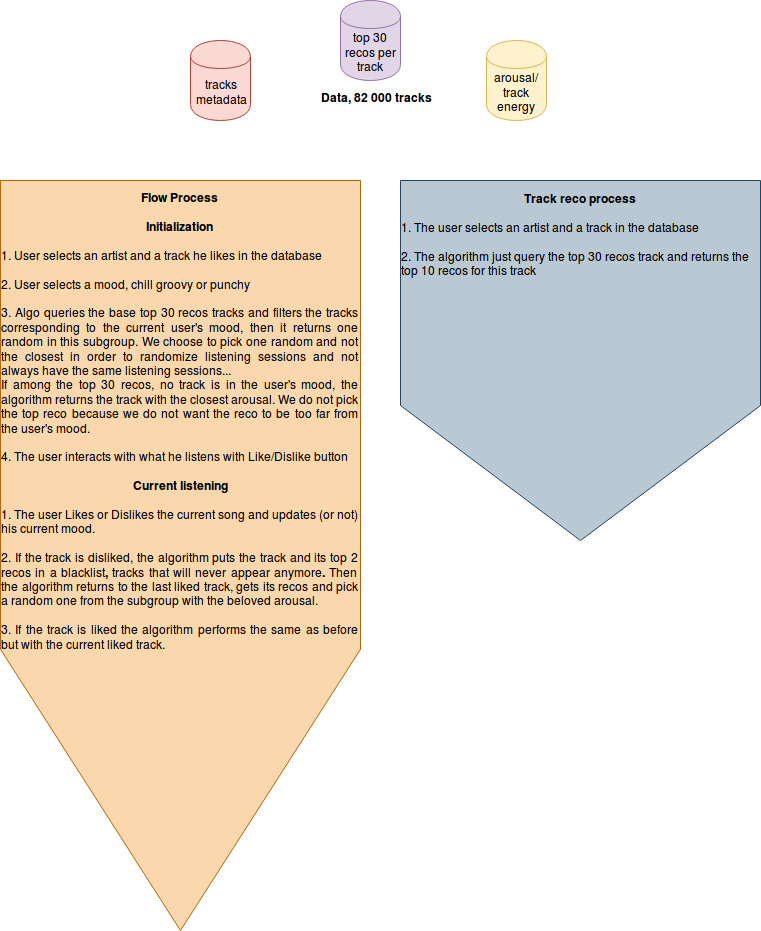 top 30
recos per
track
tracks
metadata
arousal/
track
energy
Data, 82 000 tracks
Flow Process
Initialization
1. User selects an artist and a track he likes in the database
2. User selects a mood, chill groovy or punchy
3. Algo queries the base top 30 recos tracks and filters the tracks
corresponding to the current user's mood, then it returns one
random in this subgroup. We choose to pick one random and not
the closest in order to randomize listening sessions and not
always have the same listening sessions...
If among the top 30 recos, no track is in the user's mood, the
algorithm returns the track with the closest arousal. We do not pick
the top reco because we do not want the reco to be too far from
the user's mood.
4. The user interacts with what he listens with Like/Dislike button
Current listening
1. The user Likes or Dislikes the current song and updates (or not)
his current mood.
2. If the track is disliked, the algorithm puts the track and its top 2
recos in a blacklist, tracks that will never appear anymore. Then
the algorithm returns to the last liked track, gets its recos and pick
a random one from the subgroup with the beloved arousal.
3. If the track is liked the algorithm performs the same as before
but with the current liked track.
Track reco process
1. The user selects an artist and a track in the database
2. The algorithm just query the top 30 recos track and returns the
top 10 recos for this track